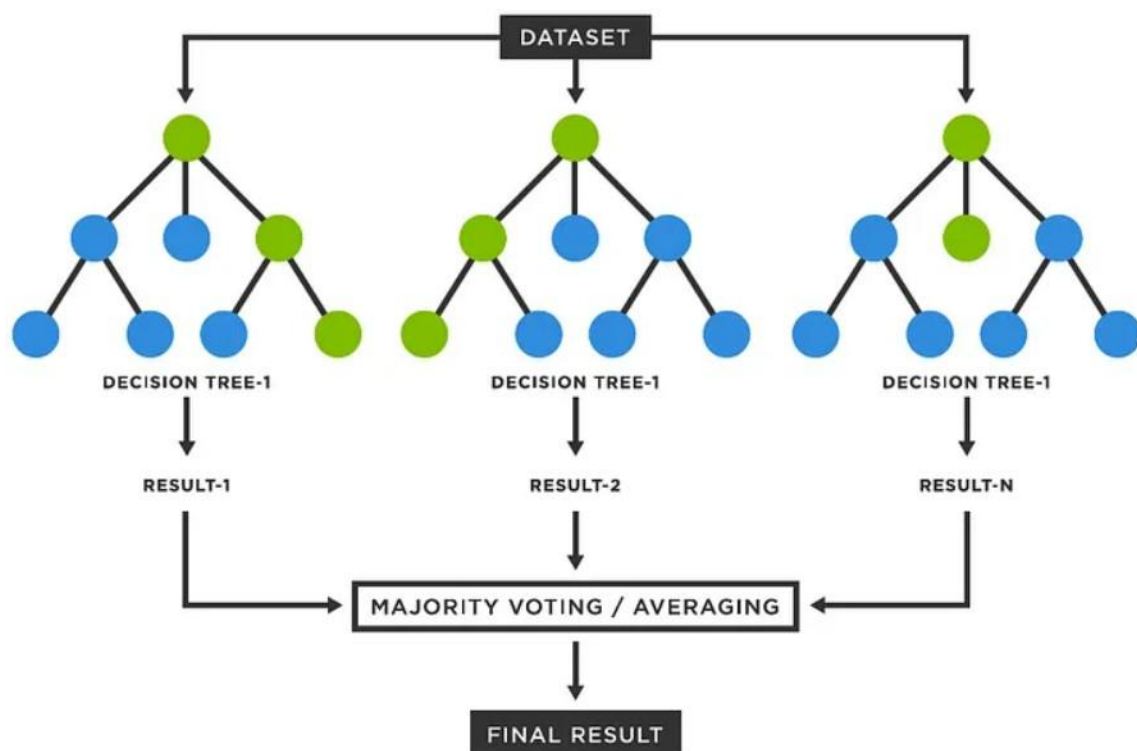 DATASET
DECISION TREE-1
DECISION TREE-1
DECISION TREE-1
RESULT-1
RESULT-2
RESULT-N
MAJORITY VOTING / AVERAGING
FINAL RESULT